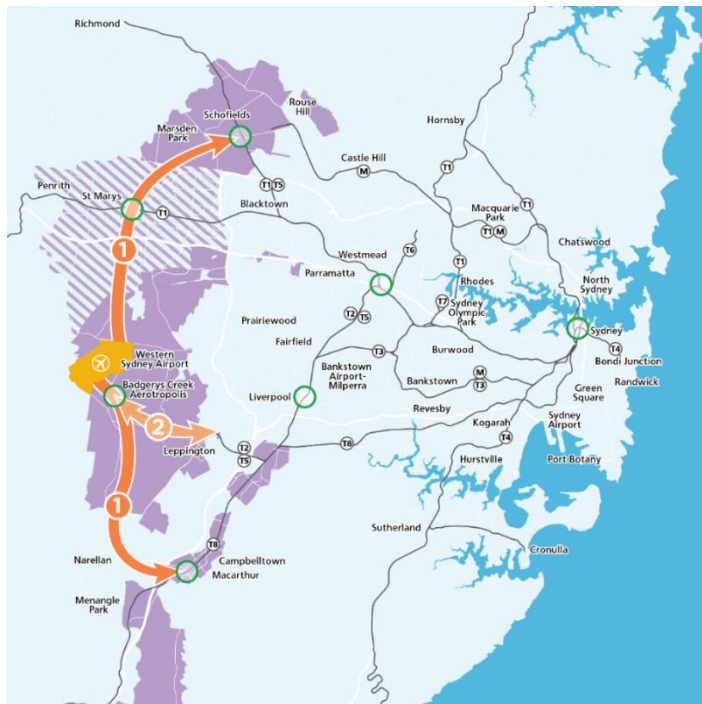 Richmond
Rouse
Hill
Schofields
Marsden
Park
Hornsby
Castle Hill
M
T1
Penrith
St Marys
T1 T5
T1
Blacktown
T1
Macquarie
Park
T1 M
Chatswood
1
Westmead
T6
Parramatta
T1
Rhodes
North
Sydney
T7
Sydney
Olympic
Park
T2
T5
Prairiewood
Fairfield
Sydney
T4
Bondi Junction
T3
Burwood
Western
Sydney Airport
Bankstown
Airport-
Milperra
M
T3
Bankstown
Randwick
Badgerys Creek
Aerotropolis
Liverpool
Green
Square
Revesby
2
Kogarah
Sydney
Airport
T8
T4
Leppington
T2
T5
Hurstville
Port Botany
1
Sutherland
T8
Cronulla
Narellan
Campbelltown
Macarthur
Menangle
Park